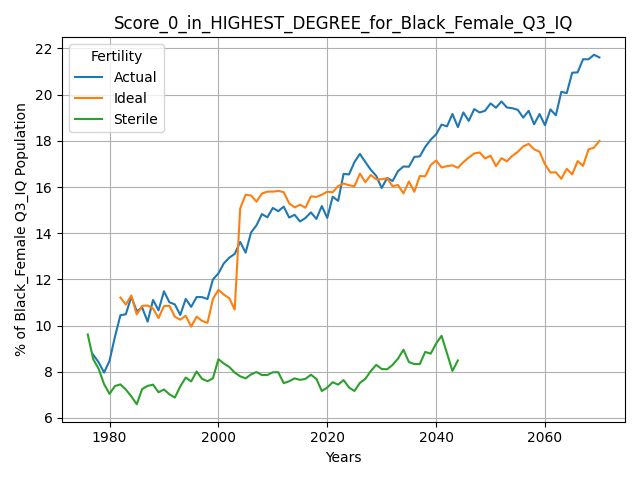 Score_0_in_HIGHEST_DEGREE_for_Black_Female_Q3_IQ
Fertility
Actual
Ideal
Sterile
% of Black_Female Q3_IQ Population
22
20
18
16
14
12
10
8
6
1980
2000
2020
2040
2060
Years